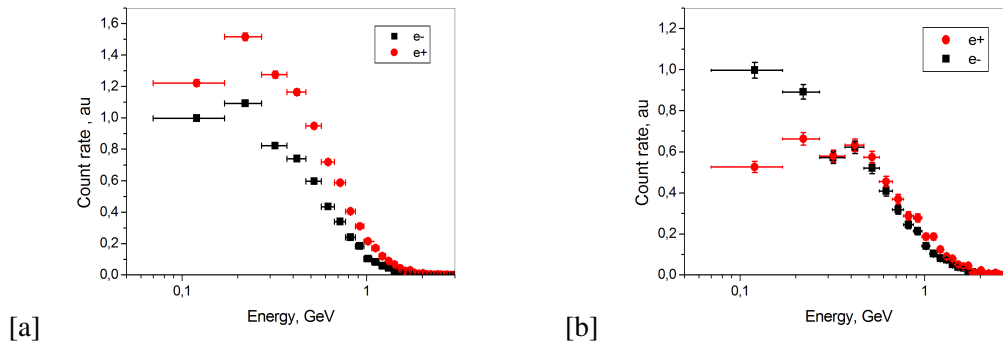 1,6
1,4
1,2
1,0
0,8
0,6
0,4
0,2
0,0
Count rate , au
0,1
1
Energy, GeV
e-
e+
[a]
1,0
0,8
0,6
0,4
0,2
0,0
Count rate, au
0,1
1
Energy, GeV
e+
e-
[b]